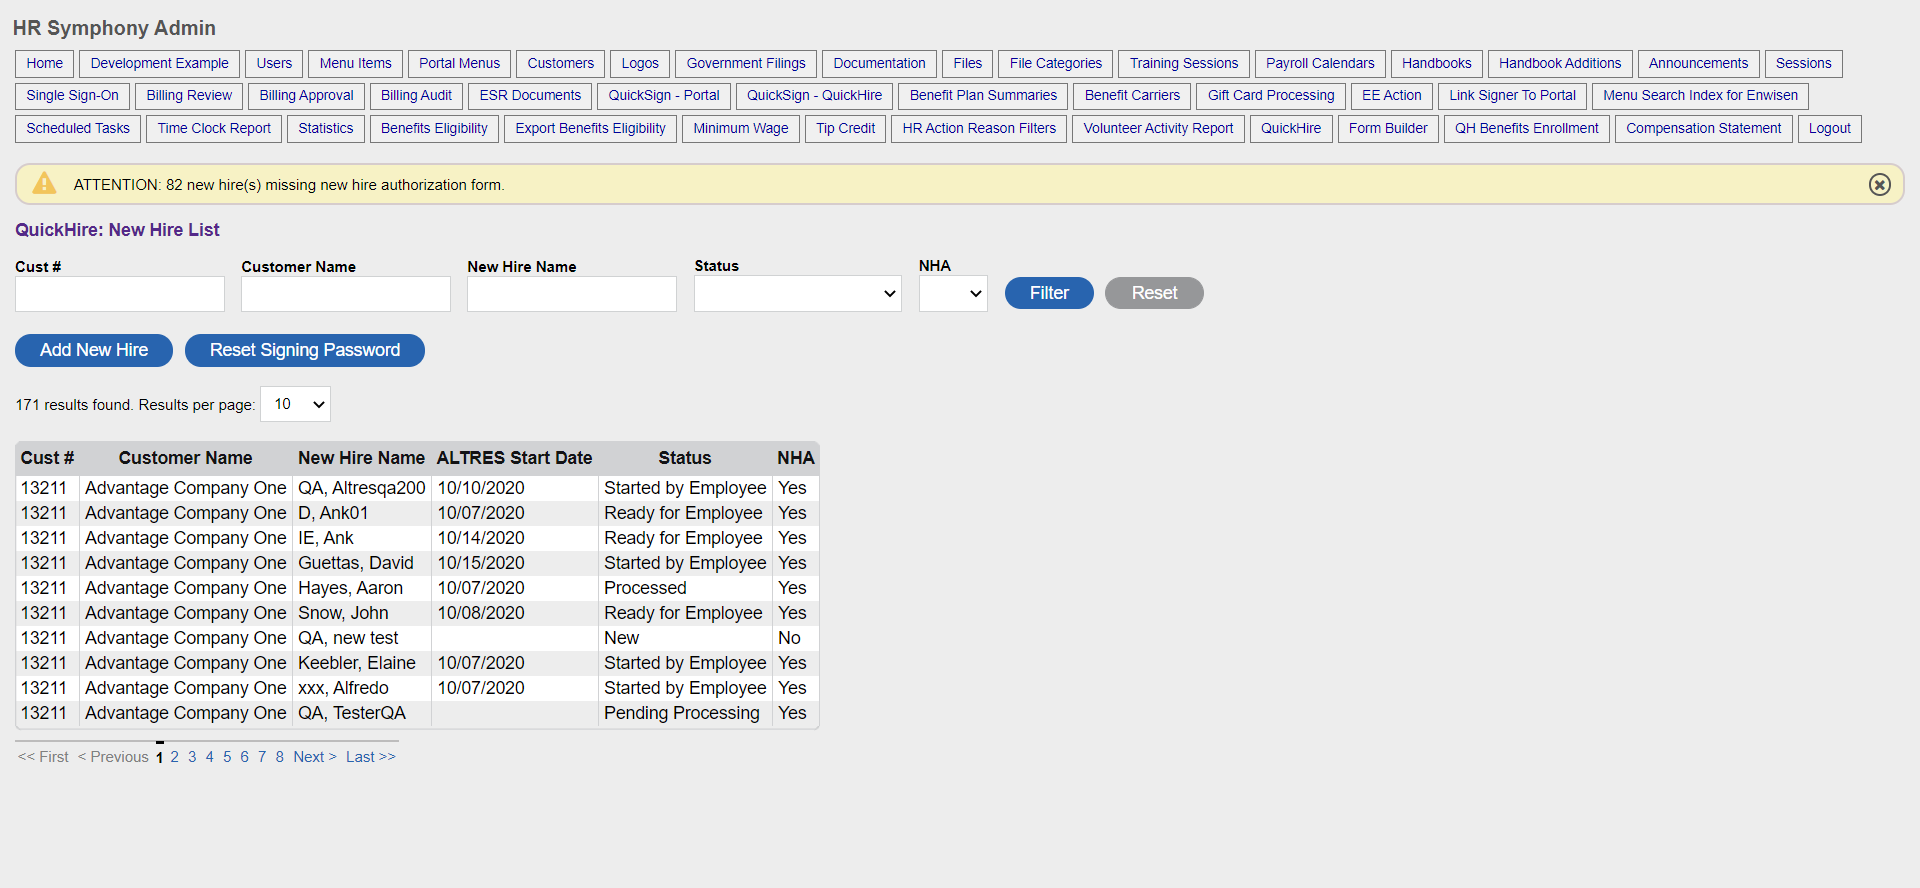 HR Symphony Admin
Home Development Example Users Menu Items Portal Menus Customers Logos Government Filings Documentation Files File Categories Training Sessions Payroll Calendars Handbooks Handbook Additions Announcements Sessions
Single Sign-On Billing Review Billing Approval Billing Audit ESR Documents QuickSign - Portal QuickSign - QuickHire Benefit Plan Summaries Benefit Carriers Gift Card Processing EE Action Link Signer To Portal Menu Search Index for Enwisen
Scheduled Tasks Time Clock Report Statistics Benefits Eligibility Export Benefits Eligibility Minimum Wage Tip Credit HR Action Reason Filters Volunteer Activity Report QuickHire Form Builder QH Benefits Enrollment Compensation Statement Logout
ATTENTION: 82 new hire(s) missing new hire authorization form.
QuickHire: New Hire List
Cust # Customer Name New Hire Name Status NHA
Filter Reset
Add New Hire Reset Signing Password
171 results found. Results per page: 10
Cust # Customer Name New Hire Name ALTRES Start Date Status NHA
13211 Advantage Company One QA, Altresqa200 10/10/2020 Started by Employee Yes
13211 Advantage Company One D, Ank01 10/07/2020 Ready for Employee Yes
13211 Advantage Company One IE, Ank 10/14/2020 Ready for Employee Yes
13211 Advantage Company One Guettas, David 10/15/2020 Started by Employee Yes
13211 Advantage Company One Hayes, Aaron 10/07/2020 Processed Yes
13211 Advantage Company One Snow, John 10/08/2020 Ready for Employee Yes
13211 Advantage Company One QA, new test New No
13211 Advantage Company One Keebler, Elaine 10/07/2020 Started by Employee Yes
13211 Advantage Company One xxx, Alfredo 10/07/2020 Started by Employee Yes
13211 Advantage Company One QA, TesterQA Pending Processing Yes
<< First < Previous 1 2 3 4 5 6 7 8 Next > Last >>